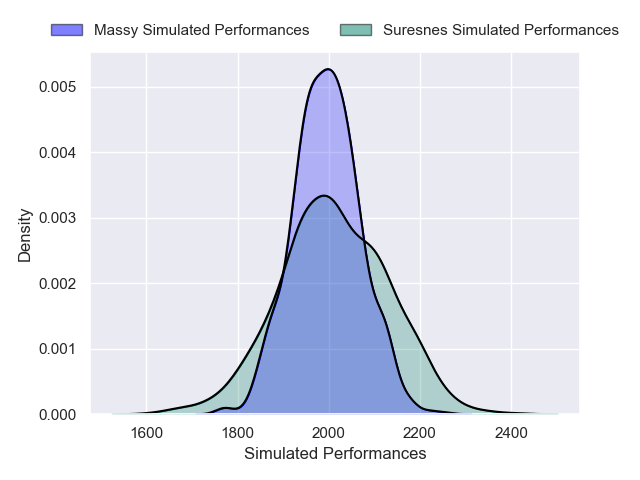 Massy Simulated Performances Suresnes Simulated Performances
0.005
0.004
0.003
0.002
0.001
0.000
Density
1600 1800 2000 2200 2400
Simulated Performances